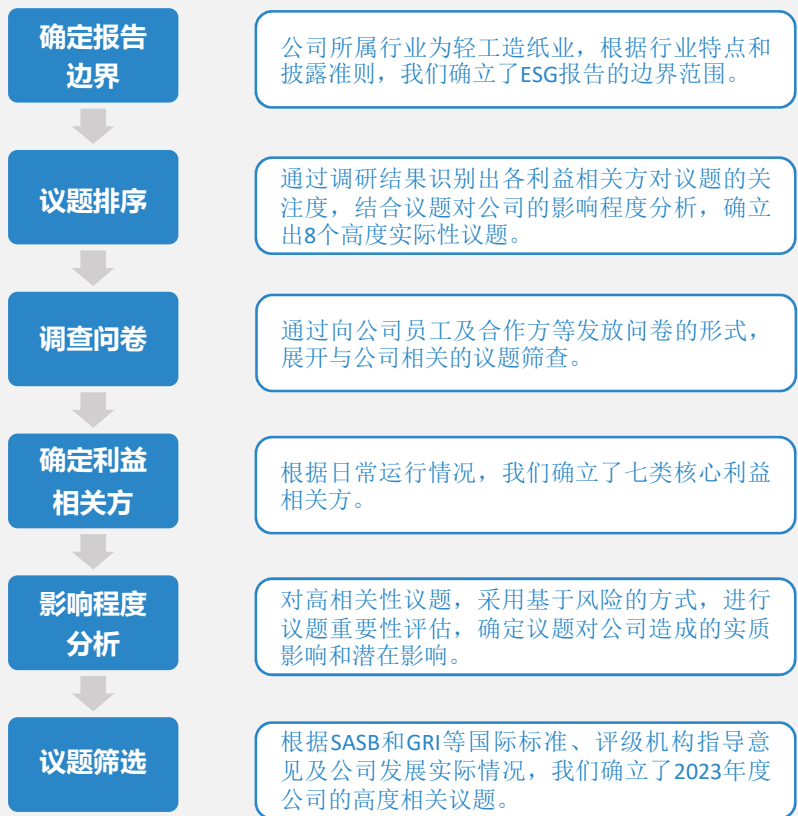 确定报告
边界
公司所属行业为轻工造纸业，根据行业特点和
披露准则，我们确立了ESG报告的边界范围。
议题排序
通过调研结果识别出各利益相关方对议题的关
注度，结合议题对公司的影响程度分析，确立
出8个高度实际性议题。
调查问卷
通过向公司员工及合作方等发放问卷的形式，
展开与公司相关的议题筛查。
确定利益
相关方
根据日常运行情况，我们确立了七类核心利益
相关方。
影响程度
分析
对高相关性议题，采用基于风险的方式，进行
议题重要性评估，确定议题对公司造成的实质
影响和潜在影响。
议题筛选
根据SASB和GRI等国际标准、评级机构指导意
见及公司发展实际情况，我们确立了2023年度
公司的高度相关议题。